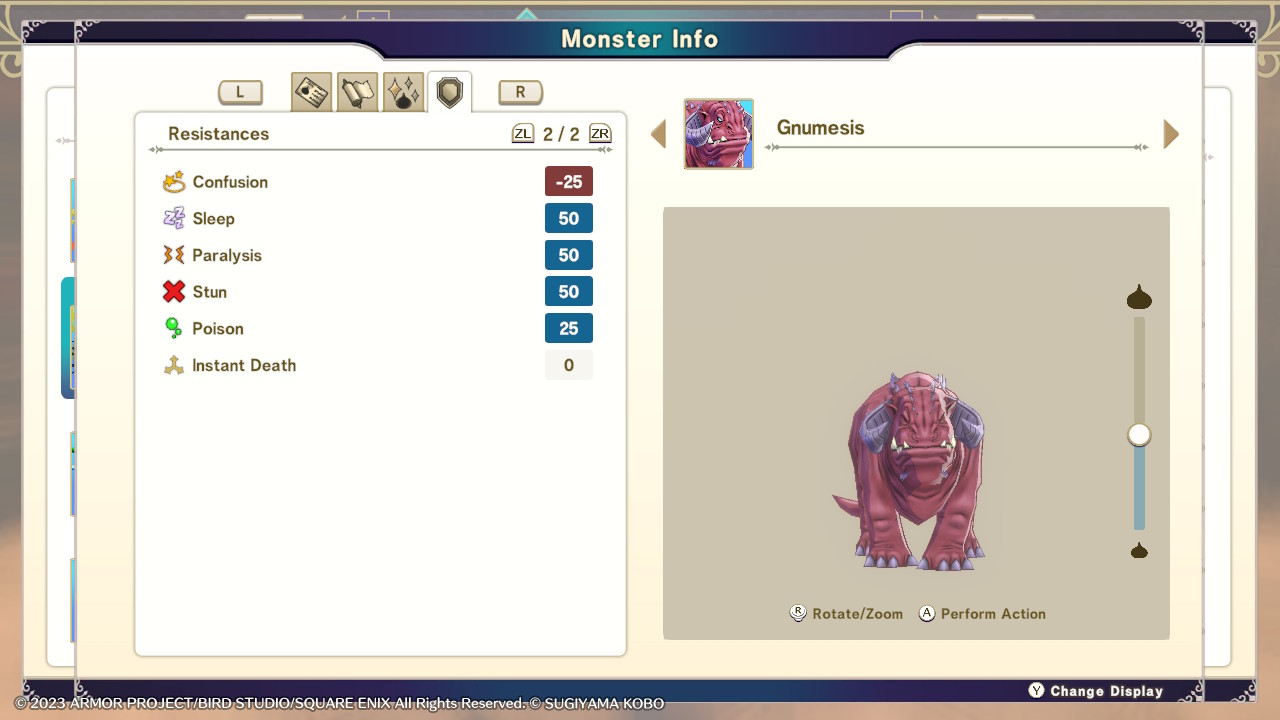 Monster Info
L
R
Resistances
ZL 2 / 2 ZR
Confusion -25
Sleep 50
Paralysis 50
Stun 50
Poison 25
Instant Death 0
Gnumesis
R Rotate/Zoom A Perform Action
Y Change Display
© 2023 ARMOR PROJECT/BIRD STUDIO/SQUARE ENIX All Rights Reserved. © SUGIYAMA KOBO